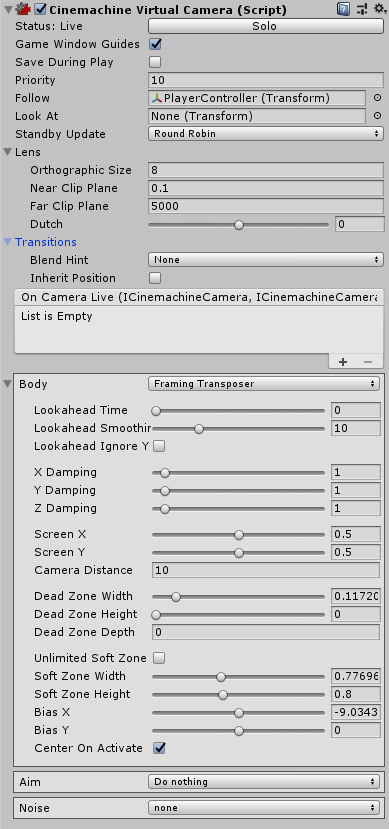 Cinemachine Virtual Camera (Script)
Status: Live Solo
Game Window Guides
Save During Play
Priority 10
Follow PlayerController (Transform)
Look At None (Transform)
Standby Update Round Robin
Lens
Orthographic Size 8
Near Clip Plane 0.1
Far Clip Plane 5000
Dutch 0
Transitions
Blend Hint None
Inherit Position
On Camera Live (ICinemachineCamera, ICinemachineCamera
List is Empty
+ −
Body Framing Transposer
Lookahead Time 0
Lookahead Smoothin 10
Lookahead Ignore Y
X Damping 1
Y Damping 1
Z Damping 1
Screen X 0.5
Screen Y 0.5
Camera Distance 10
Dead Zone Width 0.11720
Dead Zone Height 0
Dead Zone Depth 0
Unlimited Soft Zone
Soft Zone Width 0.77696
Soft Zone Height 0.8
Bias X -9.0343
Bias Y 0
Center On Activate
Aim Do nothing
Noise none